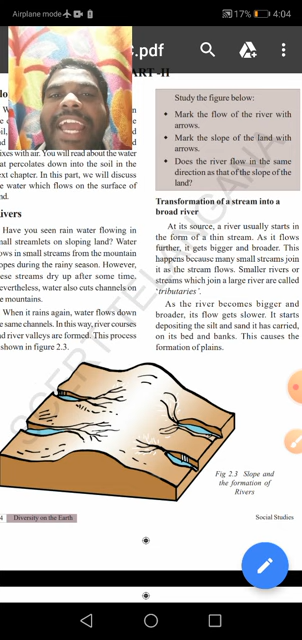 Airplane mode
17% 4:04
.pdf
ART -II
ixes with air. You will read about the water
at percolates down into the soil in the
ext chapter. In this part, we will discuss
e water which flows on the surface of
nd.
ivers
Have you seen rain water flowing in
nall streamlets on sloping land? Water
ows in small streams from the mountain
opes during the rainy season. However,
ese streams dry up after some time,
evertheless, water also cuts channels on
e mountains.
When it rains again, water flows down
e same channels. In this way, river courses
nd river valleys are formed. This process
shown in figure 2.3.
Study the figure below:
• Mark the flow of the river with
arrows.
• Mark the slope of the land with
arrows.
• Does the river flow in the same
direction as that of the slope of the
land?
Transformation of a stream into a
broad river
At its source, a river usually starts in
the form of a thin stream. As it flows
further, it gets bigger and broader. This
happens because many small streams join
it as the stream flows. Smaller rivers or
streams which join a large river are called
‘tributaries’.
As the river becomes bigger and
broader, its flow gets slower. It starts
depositing the silt and sand it has carried,
on its bed and banks. This causes the
formation of plains.
Fig 2.3 Slope and
the formation of
Rivers
4 Diversity on the Earth
Social Studies